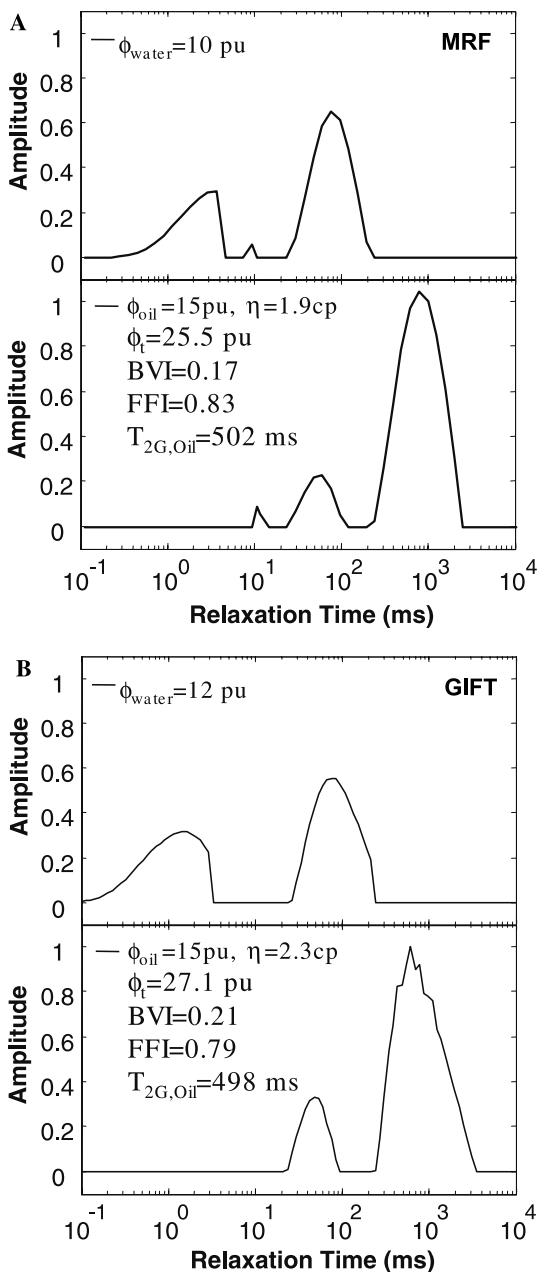 A
MRF
ϕwater=10 pu
Amplitude
1
0.8
0.6
0.4
0.2
0
ϕoil=15pu, η=1.9cp
ϕt=25.5 pu
BVI=0.17
FFI=0.83
T2G,Oil=502 ms
Amplitude
1
0.8
0.6
0.4
0.2
0
10^-1 10^0 10^1 10^2 10^3 10^4
Relaxation Time (ms)
B
GIFT
ϕwater=12 pu
Amplitude
1
0.8
0.6
0.4
0.2
0
ϕoil=15pu, η=2.3cp
ϕt=27.1 pu
BVI=0.21
FFI=0.79
T2G,Oil=498 ms
Amplitude
1
0.8
0.6
0.4
0.2
0
10^-1 10^0 10^1 10^2 10^3 10^4
Relaxation Time (ms)